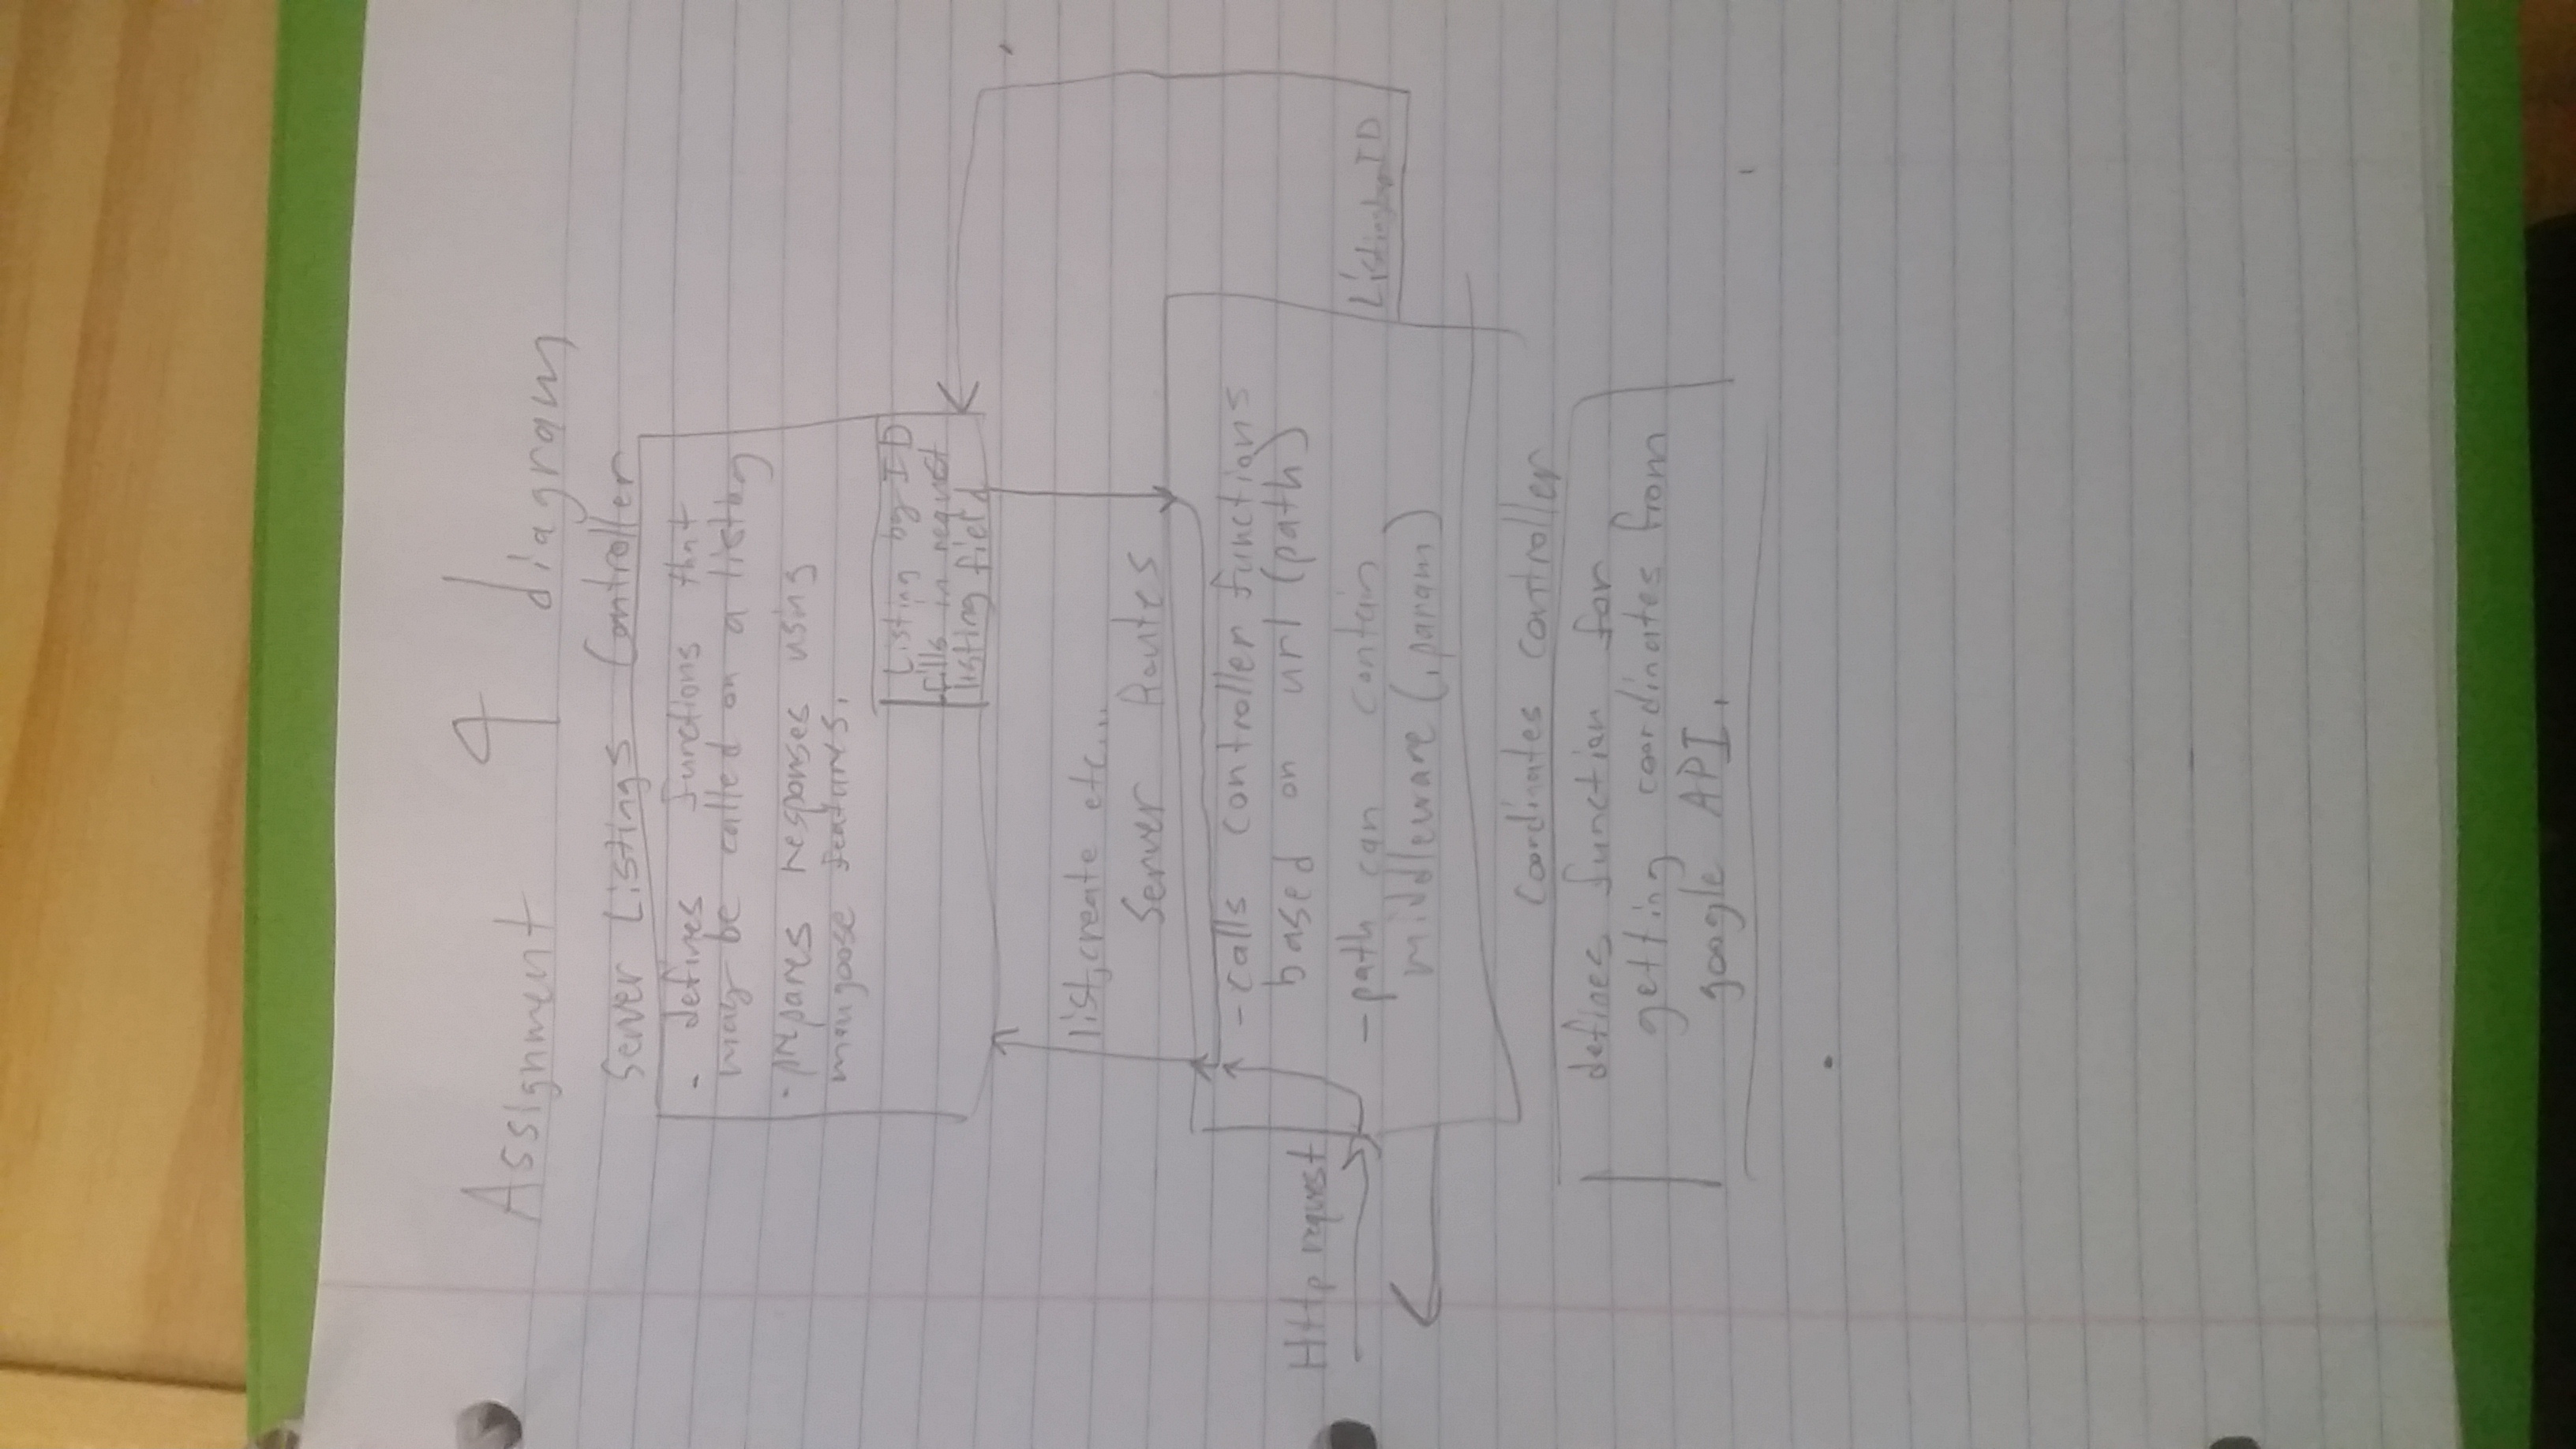 Assignment 4 diagram
Server Listings Controller
- defines functions that
may be called on a listing
- prepares responses using
mongoose features.
Listing by ID
fills in request
listing field
list, create etc...
Server Routes
- calls controller functions
based on url (path)
Http request
- path can contain
middleware (.param)
ListingbyID
Coordinates controller
defines function for
getting coordinates from
google API.